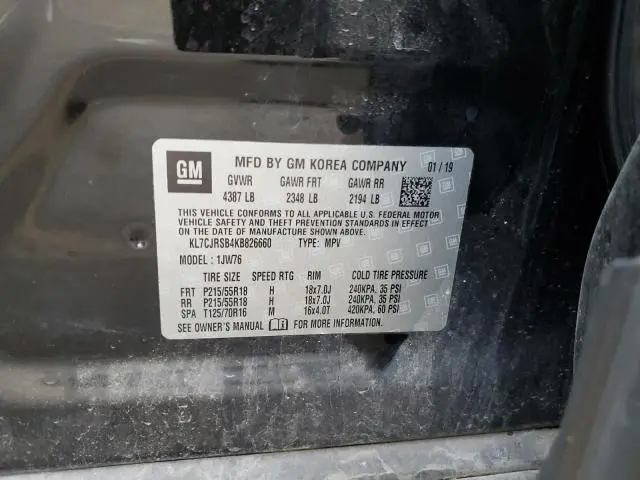 GM MFD BY GM KOREA COMPANY 01/19
GVWR GAWR FRT GAWR RR
4387 LB 2348 LB 2194 LB
THIS VEHICLE CONFORMS TO ALL APPLICABLE U.S. FEDERAL MOTOR
VEHICLE SAFETY AND THEFT PREVENTION STANDARDS IN EFFECT
ON THE DATE OF MANUFACTURE SHOWN ABOVE.
KL7CJRSB4KB826660 TYPE: MPV
MODEL: 1JW76
TIRE SIZE SPEED RTG RIM COLD TIRE PRESSURE
FRT P215/55R18 H 18x7.0J 240KPA, 35 PSI
RR P215/55R18 H 18x7.0J 240KPA, 35 PSI
SPA T125/70R16 M 16x4.0T 420KPA, 60 PSI
SEE OWNER'S MANUAL FOR MORE INFORMATION.